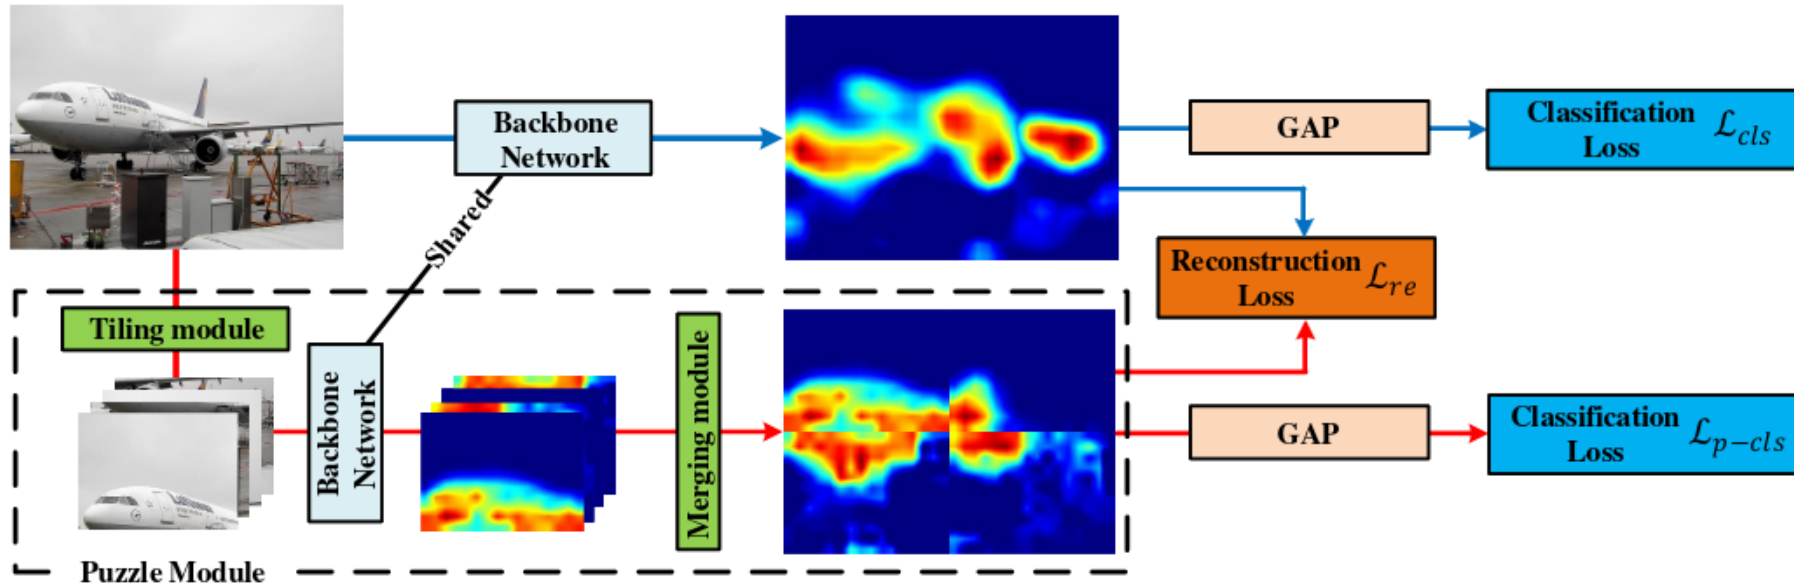 Backbone
Network
GAP
Classification
Loss
ℒcls
Shared
Reconstruction
Loss
ℒre
Tiling module
Backbone
Network
Merging module
GAP
Classification
Loss
ℒp−cls
Puzzle Module